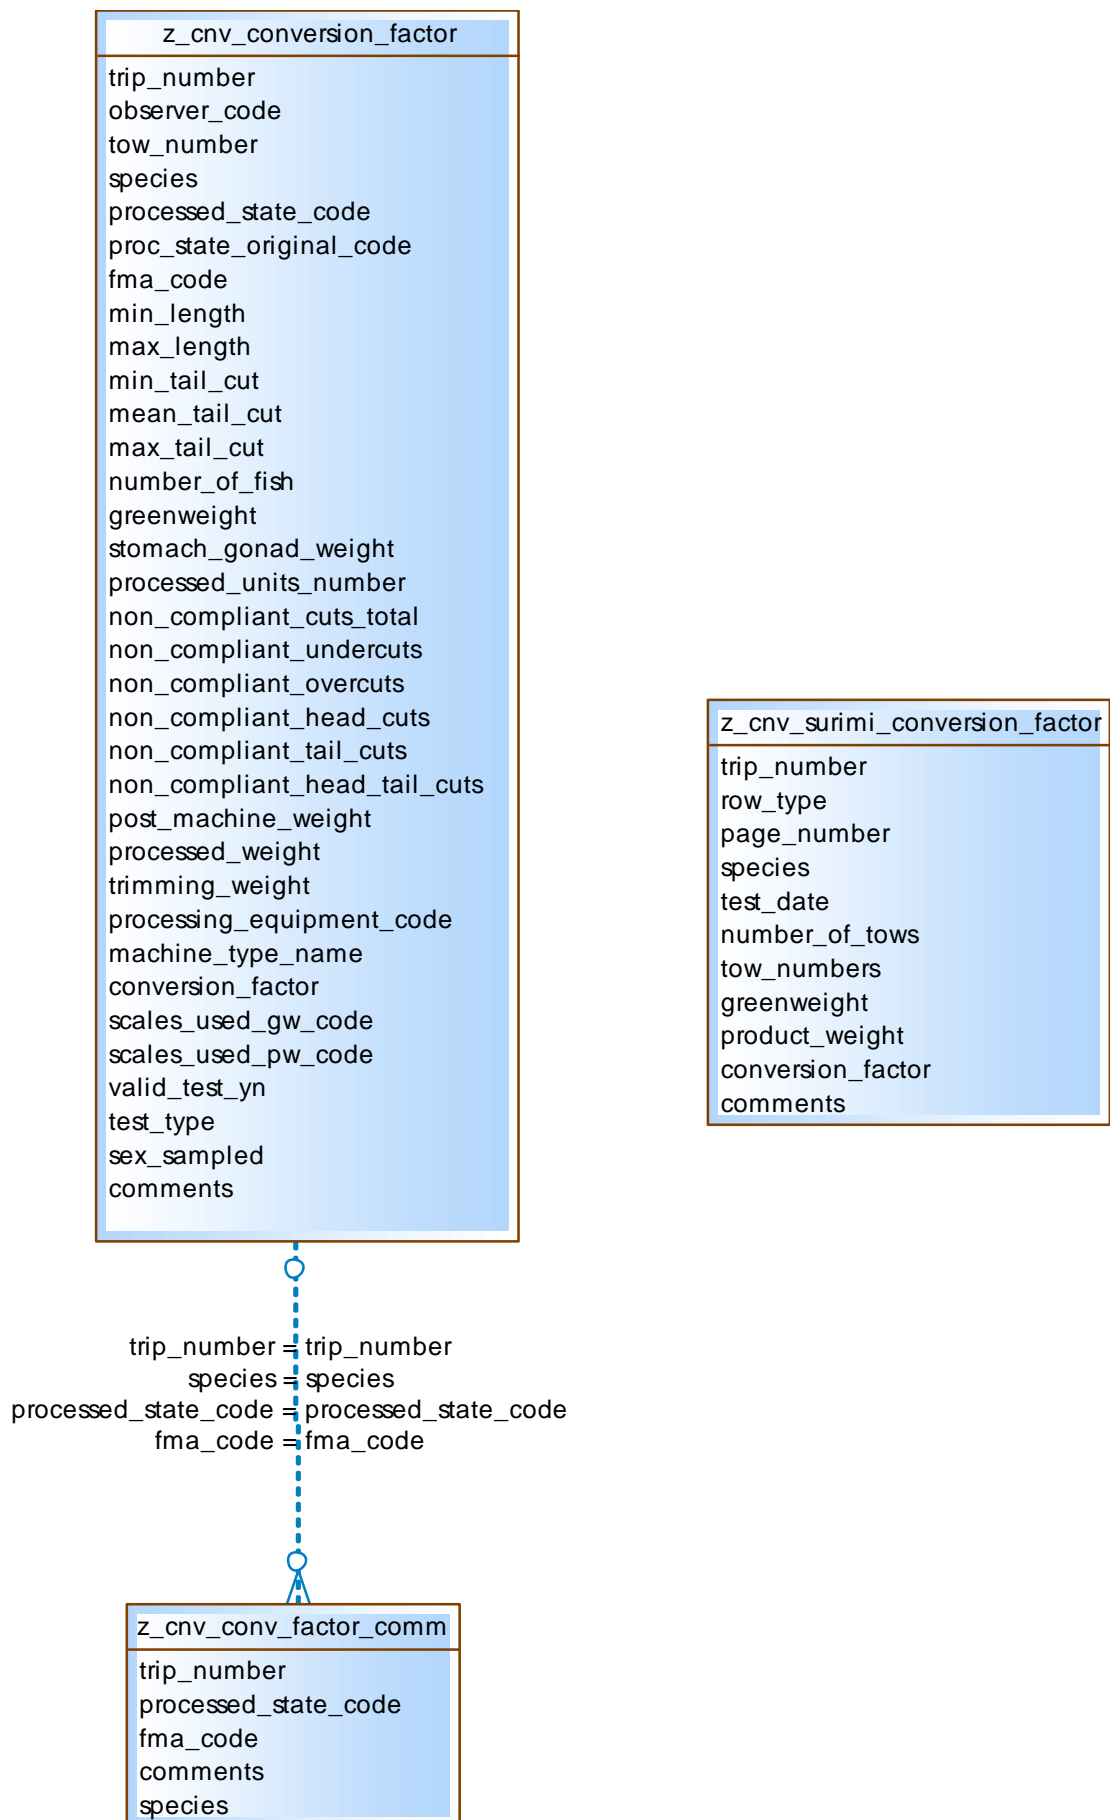 z_cnv_conversion_factor
trip_number
observer_code
tow_number
species
processed_state_code
proc_state_original_code
fma_code
min_length
max_length
min_tail_cut
mean_tail_cut
max_tail_cut
number_of_fish
greenweight
stomach_gonad_weight
processed_units_number
non_compliant_cuts_total
non_compliant_undercuts
non_compliant_overcuts
non_compliant_head_cuts
non_compliant_tail_cuts
non_compliant_head_tail_cuts
post_machine_weight
processed_weight
trimming_weight
processing_equipment_code
machine_type_name
conversion_factor
scales_used_gw_code
scales_used_pw_code
valid_test_yn
test_type
sex_sampled
comments
z_cnv_surimi_conversion_factor
trip_number
row_type
page_number
species
test_date
number_of_tows
tow_numbers
greenweight
product_weight
conversion_factor
comments
trip_number = trip_number
species = species
processed_state_code = processed_state_code
fma_code = fma_code
z_cnv_conv_factor_comm
trip_number
processed_state_code
fma_code
comments
species